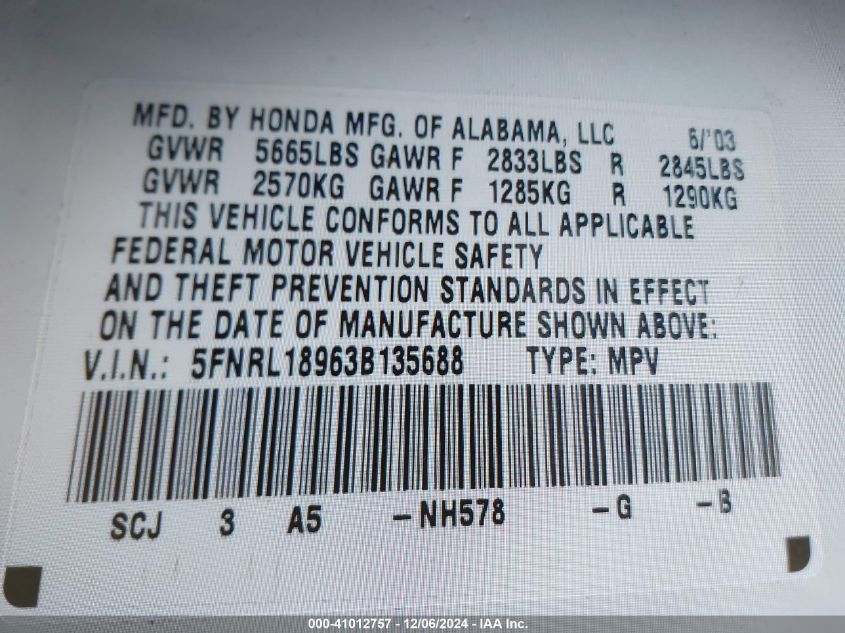 MFD. BY HONDA MFG. OF ALABAMA, LLC 6/'03
GVWR 5665LBS GAWR F 2833LBS R 2845LBS
GVWR 2570KG GAWR F 1285KG R 1290KG
THIS VEHICLE CONFORMS TO ALL APPLICABLE
FEDERAL MOTOR VEHICLE SAFETY
AND THEFT PREVENTION STANDARDS IN EFFECT
ON THE DATE OF MANUFACTURE SHOWN ABOVE:
V.I.N.: 5FNRL18963B135688 TYPE: MPV
SCJ 3 A5 -NH578 -G -B
000-41012757 - 12/06/2024 - IAA Inc.